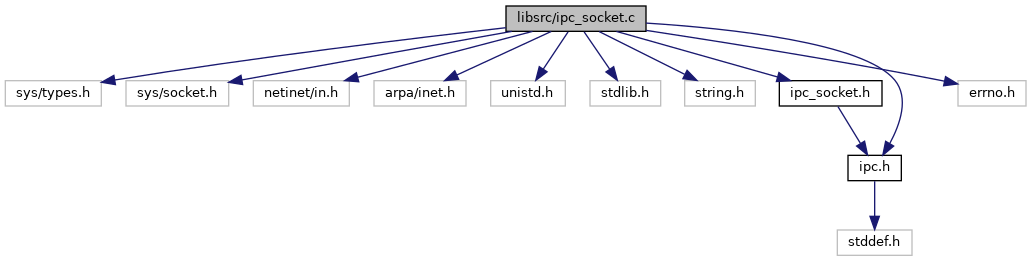 libsrc/ipc_socket.c
sys/types.h
sys/socket.h
netinet/in.h
arpa/inet.h
unistd.h
stdlib.h
string.h
ipc_socket.h
errno.h
ipc.h
stddef.h